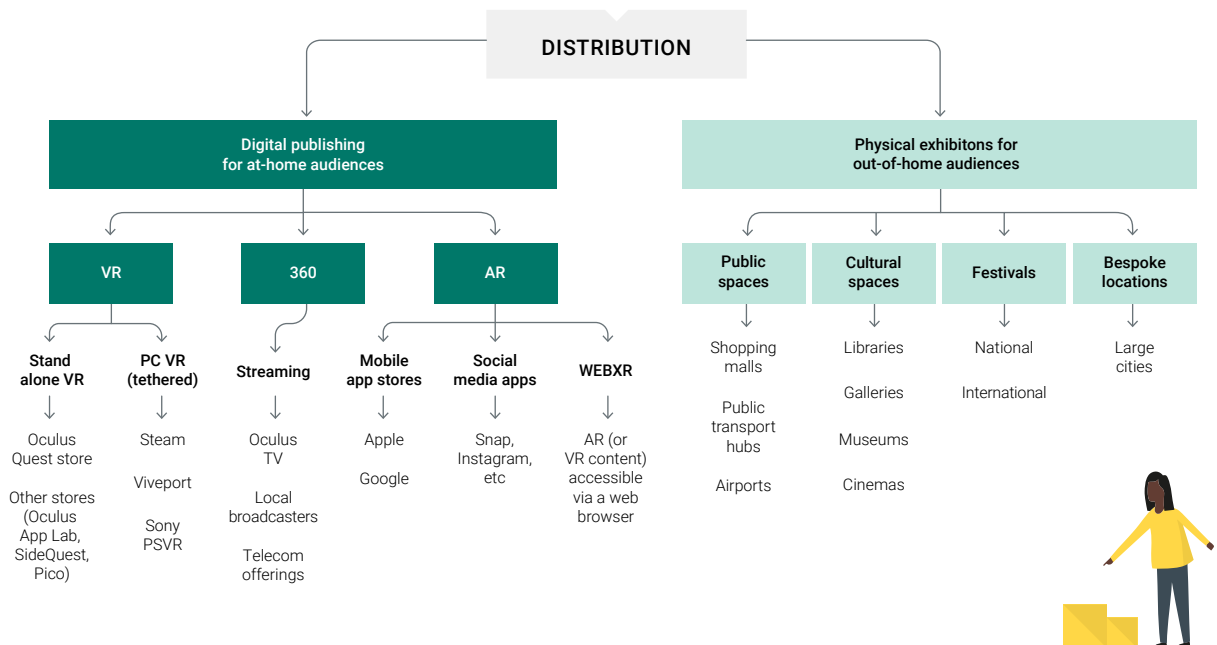 DISTRIBUTION
Digital publishing
for at-home audiences
Physical exhibitons for
out-of-home audiences
VR
360
AR
Public
spaces
Cultural
spaces
Festivals
Bespoke
locations
Stand
alone VR
PC VR
(tethered)
Streaming
Mobile
app stores
Social
media apps
WEBXR
Oculus
Quest store
Other stores
(Oculus
App Lab,
SideQuest,
Pico)
Steam
Viveport
Sony
PSVR
Oculus
TV
Local
broadcasters
Telecom
offerings
Apple
Google
Snap,
Instagram,
etc
AR (or
VR content)
accessible
via a web
browser
Shopping
malls
Public
transport
hubs
Airports
Libraries
Galleries
Museums
Cinemas
National
International
Large
cities